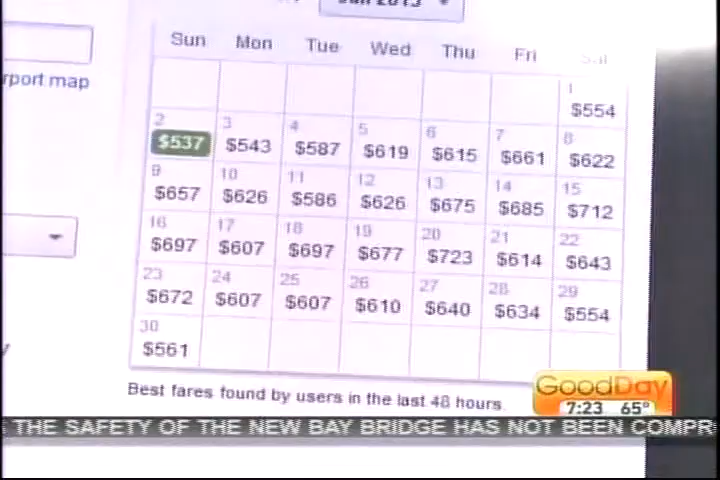 Jun 2013
Sun Mon Tue Wed Thu Fri Sat
rport map
1
$554
2 3 4 5 6 7 8
$537 $543 $587 $619 $615 $661 $622
9 10 11 12 13 14 15
$657 $626 $586 $626 $675 $685 $712
16 17 18 19 20 21 22
$697 $607 $697 $677 $723 $614 $643
23 24 25 26 27 28 29
$672 $607 $607 $610 $640 $634 $554
30
$561
Best fares found by users in the last 48 hours.
GoodDay
7:23 65°
THE SAFETY OF THE NEW BAY BRIDGE HAS NOT BEEN COMPR